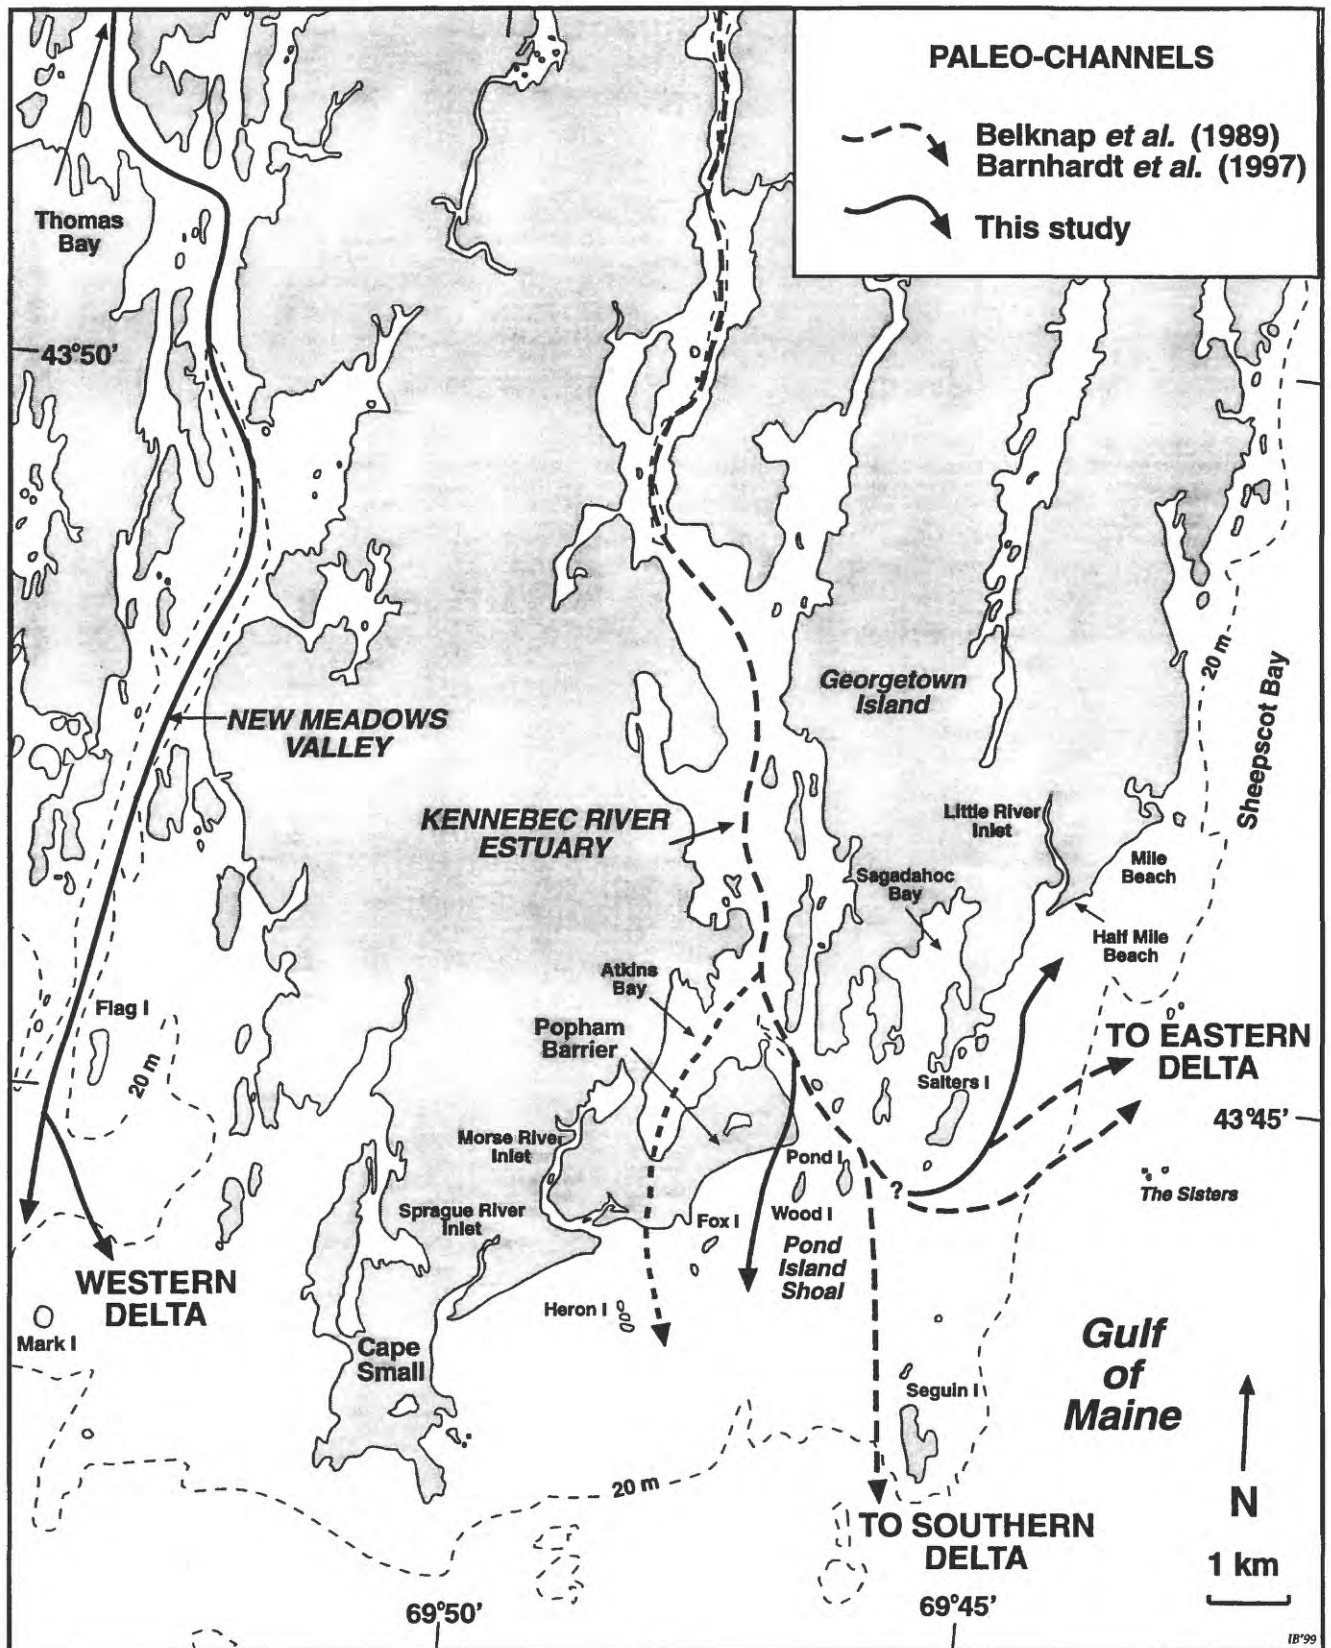 PALEO-CHANNELS
Belknap et al. (1989)
Barnhardt et al. (1997)
This study
Thomas
Bay
43°50'
NEW MEADOWS
VALLEY
Georgetown
Island
20 m
Sheepscot Bay
KENNEBEC RIVER
ESTUARY
Little River
Inlet
Mile
Beach
Sagadahoc
Bay
Half Mile
Beach
Atkins
Bay
Popham
Barrier
Flag I
20 m
TO EASTERN
DELTA
Salters I
43°45'
Morse River
Inlet
Pond I
?
The Sisters
Sprague River
Inlet
Fox I
Wood I
Pond
Island
Shoal
WESTERN
DELTA
Heron I
Mark I
Cape
Small
Gulf
of
Maine
Seguin I
20 m
N
TO SOUTHERN
DELTA
1 km
69°50'
69°45'
IB'99